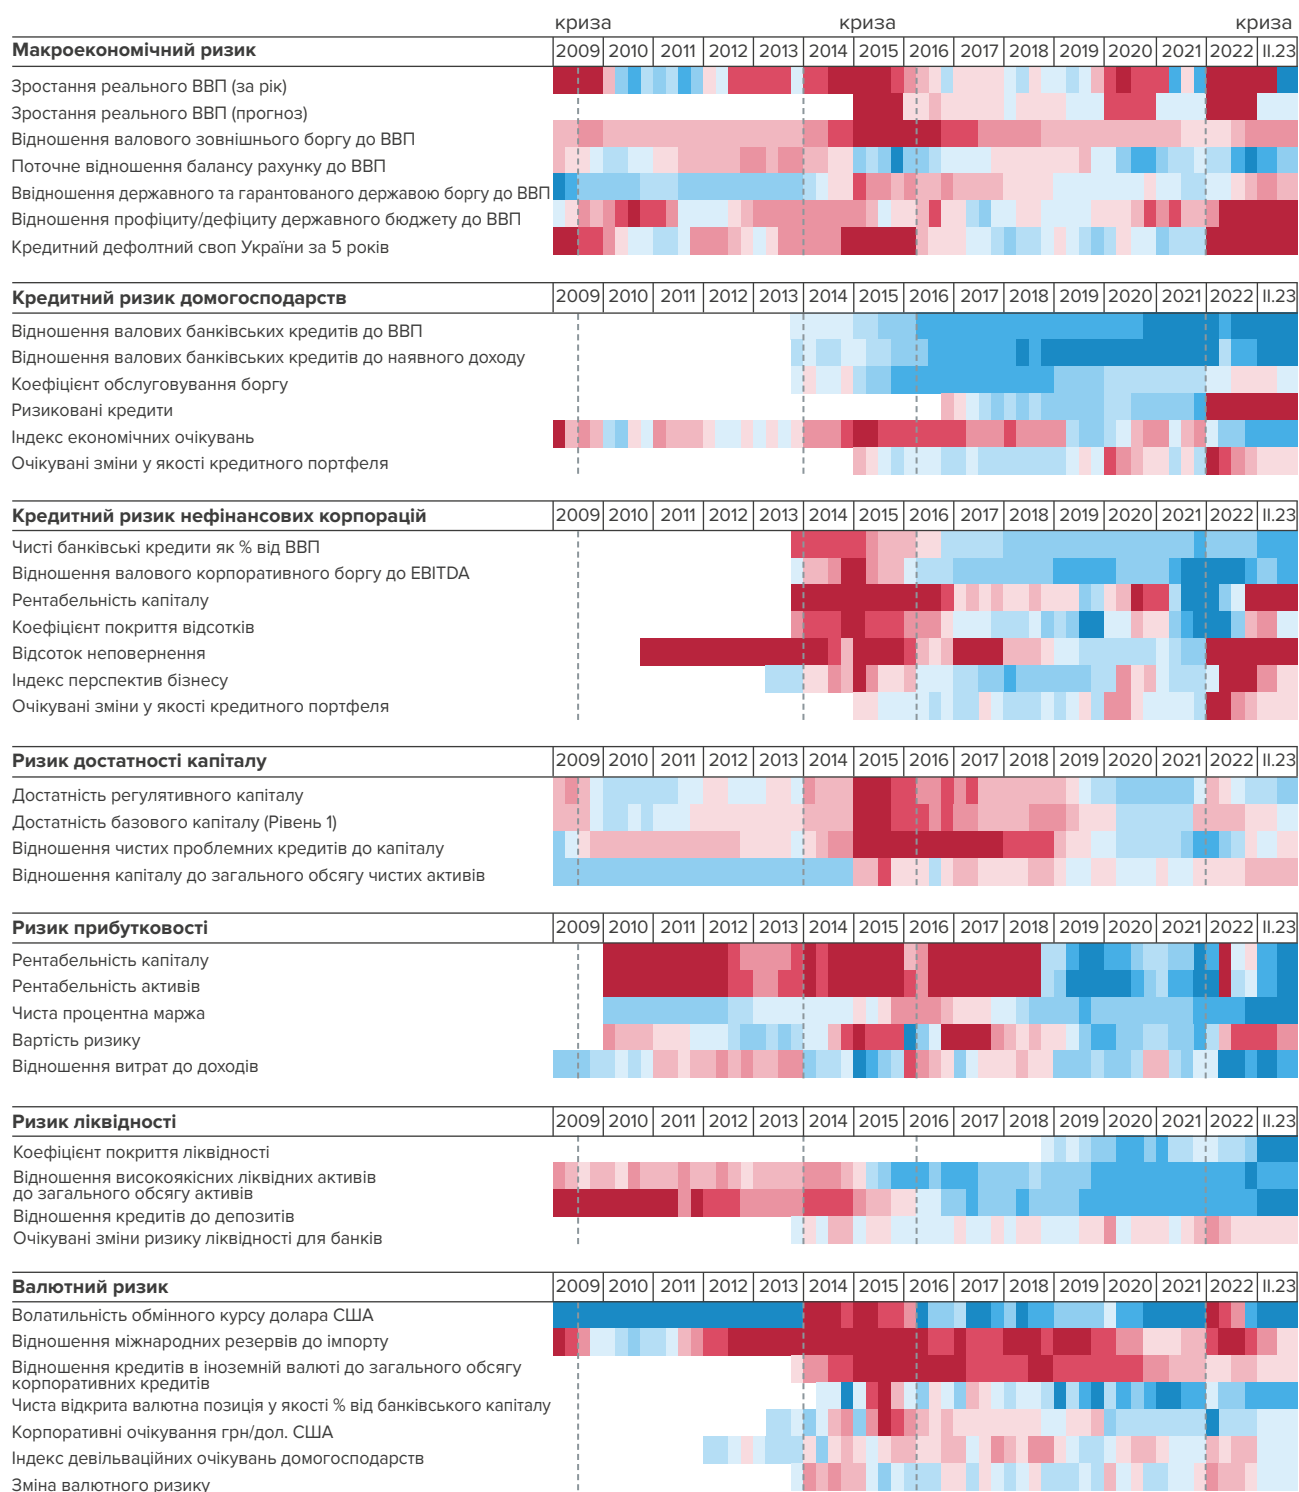 криза криза криза
Макроекономічний ризик 2009 2010 2011 2012 2013 2014 2015 2016 2017 2018 2019 2020 2021 2022 II.23
Зростання реального ВВП (за рік)
Зростання реального ВВП (прогноз)
Відношення валового зовнішнього боргу до ВВП
Поточне відношення балансу рахунку до ВВП
Ввідношення державного та гарантованого державою боргу до ВВП
Відношення профіциту/дефіциту державного бюджету до ВВП
Кредитний дефолтний своп України за 5 років
Кредитний ризик домогосподарств 2009 2010 2011 2012 2013 2014 2015 2016 2017 2018 2019 2020 2021 2022 II.23
Відношення валових банківських кредитів до ВВП
Відношення валових банківських кредитів до наявного доходу
Коефіцієнт обслуговування боргу
Ризиковані кредити
Індекс економічних очікувань
Очікувані зміни у якості кредитного портфеля
Кредитний ризик нефінансових корпорацій 2009 2010 2011 2012 2013 2014 2015 2016 2017 2018 2019 2020 2021 2022 II.23
Чисті банківські кредити як % від ВВП
Відношення валового корпоративного боргу до EBITDA
Рентабельність капіталу
Коефіцієнт покриття відсотків
Відсоток неповернення
Індекс перспектив бізнесу
Очікувані зміни у якості кредитного портфеля
Ризик достатності капіталу 2009 2010 2011 2012 2013 2014 2015 2016 2017 2018 2019 2020 2021 2022 II.23
Достатність регулятивного капіталу
Достатність базового капіталу (Рівень 1)
Відношення чистих проблемних кредитів до капіталу
Відношення капіталу до загального обсягу чистих активів
Ризик прибутковості 2009 2010 2011 2012 2013 2014 2015 2016 2017 2018 2019 2020 2021 2022 II.23
Рентабельність капіталу
Рентабельність активів
Чиста процентна маржа
Вартість ризику
Відношення витрат до доходів
Ризик ліквідності 2009 2010 2011 2012 2013 2014 2015 2016 2017 2018 2019 2020 2021 2022 II.23
Коефіцієнт покриття ліквідності
Відношення високоякісних ліквідних активів
до загального обсягу активів
Відношення кредитів до депозитів
Очікувані зміни ризику ліквідності для банків
Валютний ризик 2009 2010 2011 2012 2013 2014 2015 2016 2017 2018 2019 2020 2021 2022 II.23
Волатильність обмінного курсу долара США
Відношення міжнародних резервів до імпорту
Відношення кредитів в іноземній валюті до загального обсягу
корпоративних кредитів
Чиста відкрита валютна позиція у якості % від банківського капіталу
Корпоративні очікування грн/дол. США
Індекс девільваційних очікувань домогосподарств
Зміна валютного ризику